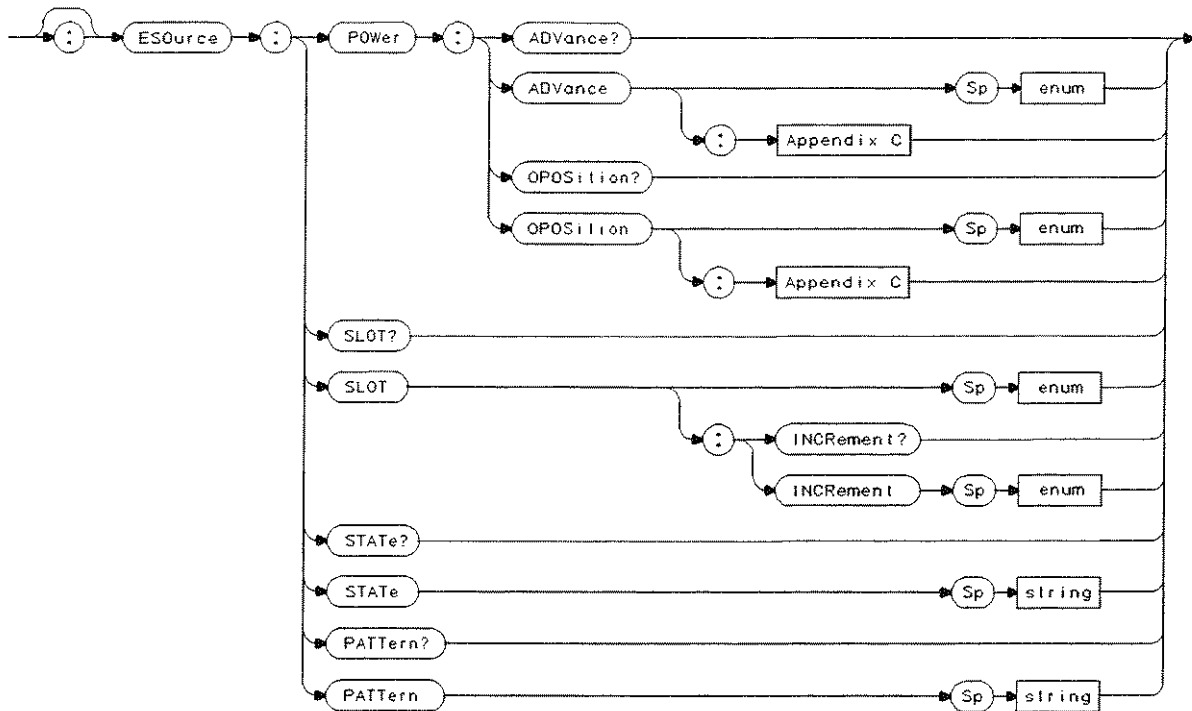 : ESOurce : POWer : ADVance?
ADVance Sp enum
: Appendix C
OPOSition?
OPOSition Sp enum
: Appendix C
SLOT?
SLOT Sp enum
: INCRement?
INCRement Sp enum
STATe?
STATe Sp string
PATTern?
PATTern Sp string